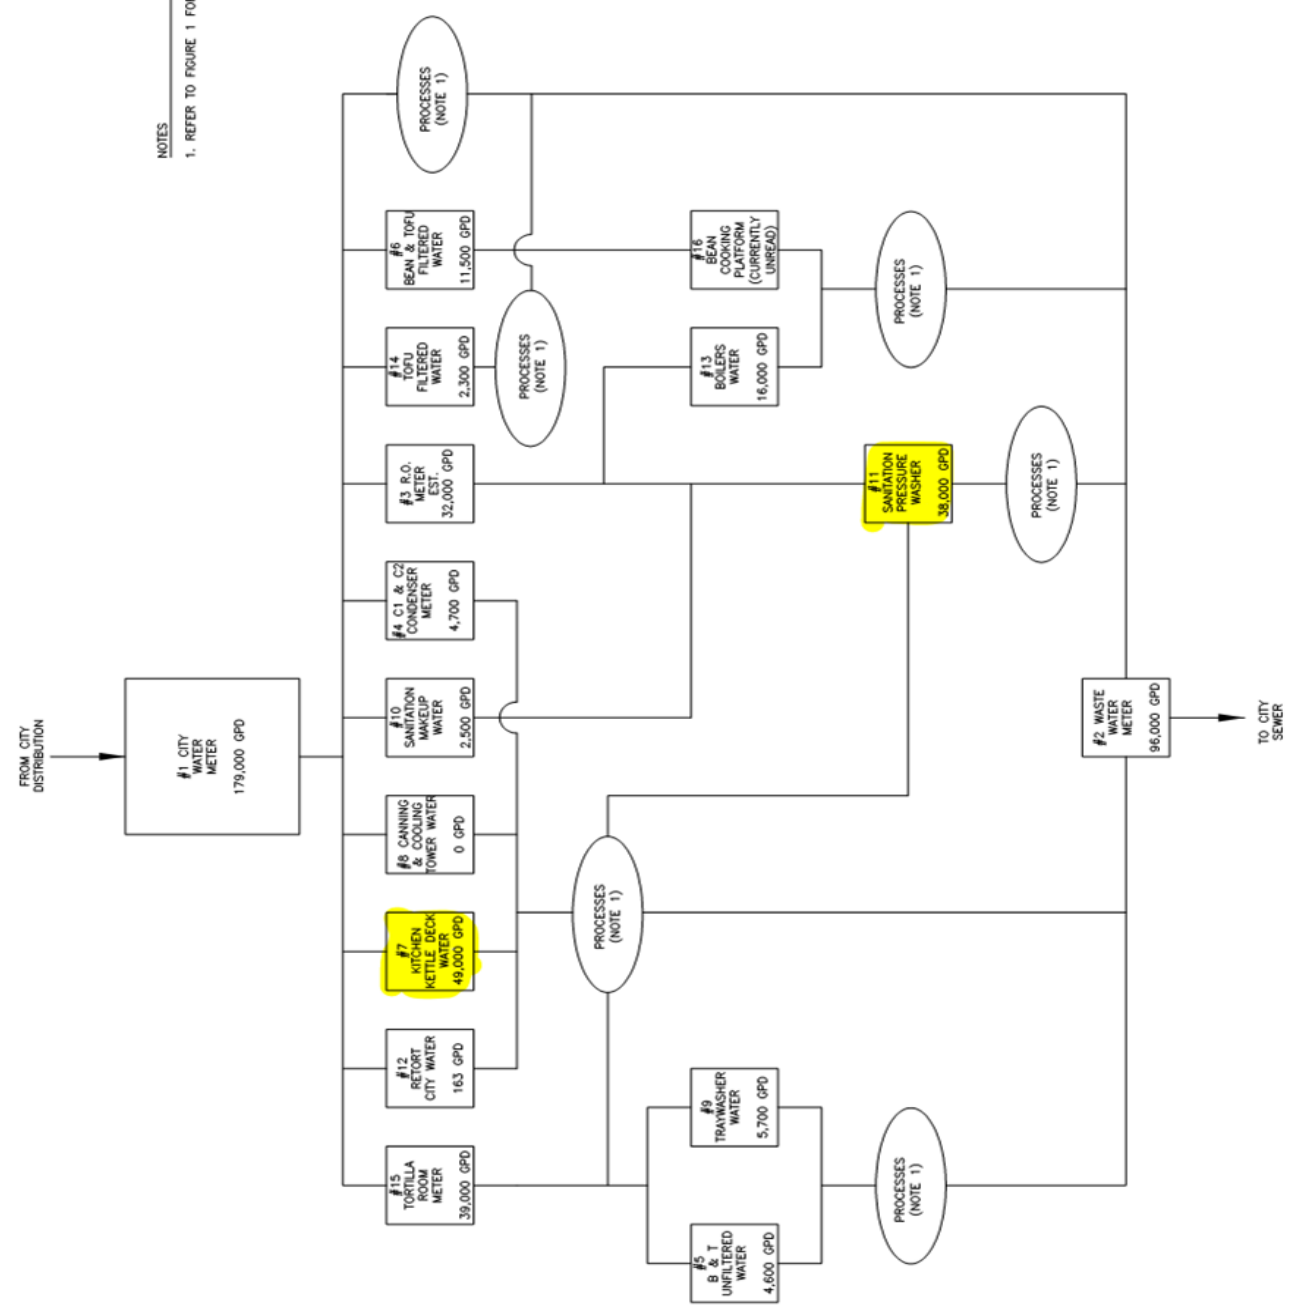 NOTES
1. REFER TO FIGURE 1 FO
FROM CITY
DISTRIBUTION
#1 CITY
WATER
METER
179,000 GPD
#15
TORTILLA
ROOM
METER
39,000 GPD
#12
RETORT
CITY WATER
163 GPD
#7
KITCHEN
KETTLE DECK
WATER
49,000 GPD
#8 CANNING
& COOLING
TOWER WATER
0 GPD
#10
SANITATION
MAKEUP
WATER
2,500 GPD
#4 C1 & C2
CONDENSER
METER
4,700 GPD
#3 R.O.
METER
EST.
32,000 GPD
#14
TOFU
FILTERED
WATER
2,300 GPD
#6
BEAN & TOFU
FILTERED
WATER
11,500 GPD
PROCESSES
(NOTE 1)
PROCESSES
(NOTE 1)
PROCESSES
(NOTE 1)
#5
B & T
UNFILTERED
WATER
4,600 GPD
#9
TRAYWASHER
WATER
5,700 GPD
#13
BOILERS
WATER
16,000 GPD
#16
BEAN
COOKING
PLATFORM
(CURRENTLY
UNREAD)
#11
SANITATION
PRESSURE
WASHER
38,000 GPD
PROCESSES
(NOTE 1)
PROCESSES
(NOTE 1)
PROCESSES
(NOTE 1)
#2 WASTE
WATER
METER
96,000 GPD
TO CITY
SEWER